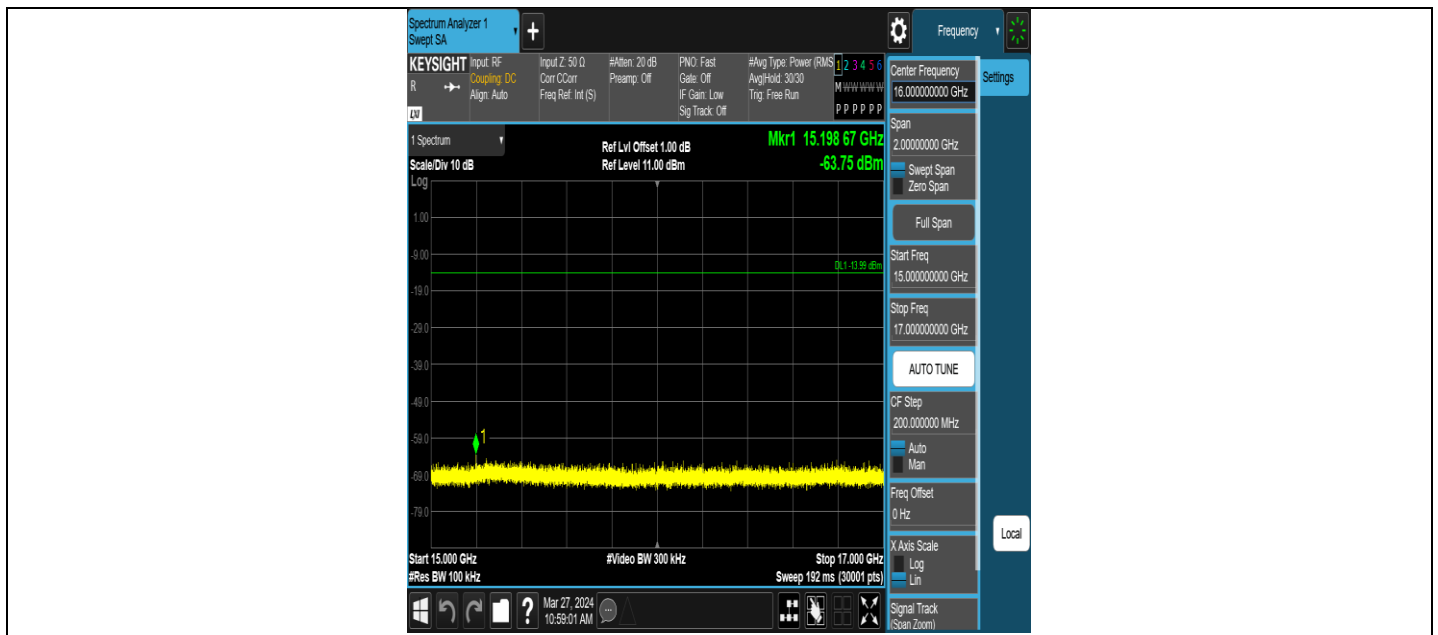 Spectrum Analyzer 1
Swept SA
+
Frequency
KEYSIGHT
R
LXI
Input: RF
Coupling: DC
Align: Auto
Input Z: 50 Ω
Corr CCorr
Freq Ref: Int (S)
#Atten: 20 dB
Preamp: Off
PNO: Fast
Gate: Off
IF Gain: Low
Sig Track: Off
#Avg Type: Power (RMS
Avg|Hold: 30/30
Trig: Free Run
1 2 3 4 5 6
M W W W W W
P P P P P P
1 Spectrum
Scale/Div 10 dB
Log
Ref Lvl Offset 1.00 dB
Ref Level 11.00 dBm
Mkr1 15.198 67 GHz
-63.75 dBm
1.00
-9.00
DL1 -13.99 dBm
-19.0
-29.0
-39.0
-49.0
-59.0
1
-69.0
-79.0
Start 15.000 GHz
#Res BW 100 kHz
#Video BW 300 kHz
Stop 17.000 GHz
Sweep 192 ms (30001 pts)
Center Frequency
16.000000000 GHz
Settings
Span
2.00000000 GHz
Swept Span
Zero Span
Full Span
Start Freq
15.000000000 GHz
Stop Freq
17.000000000 GHz
AUTO TUNE
CF Step
200.000000 MHz
Auto
Man
Freq Offset
0 Hz
X Axis Scale
Log
Lin
Local
Signal Track
(Span Zoom)
?
Mar 27, 2024
10:59:01 AM